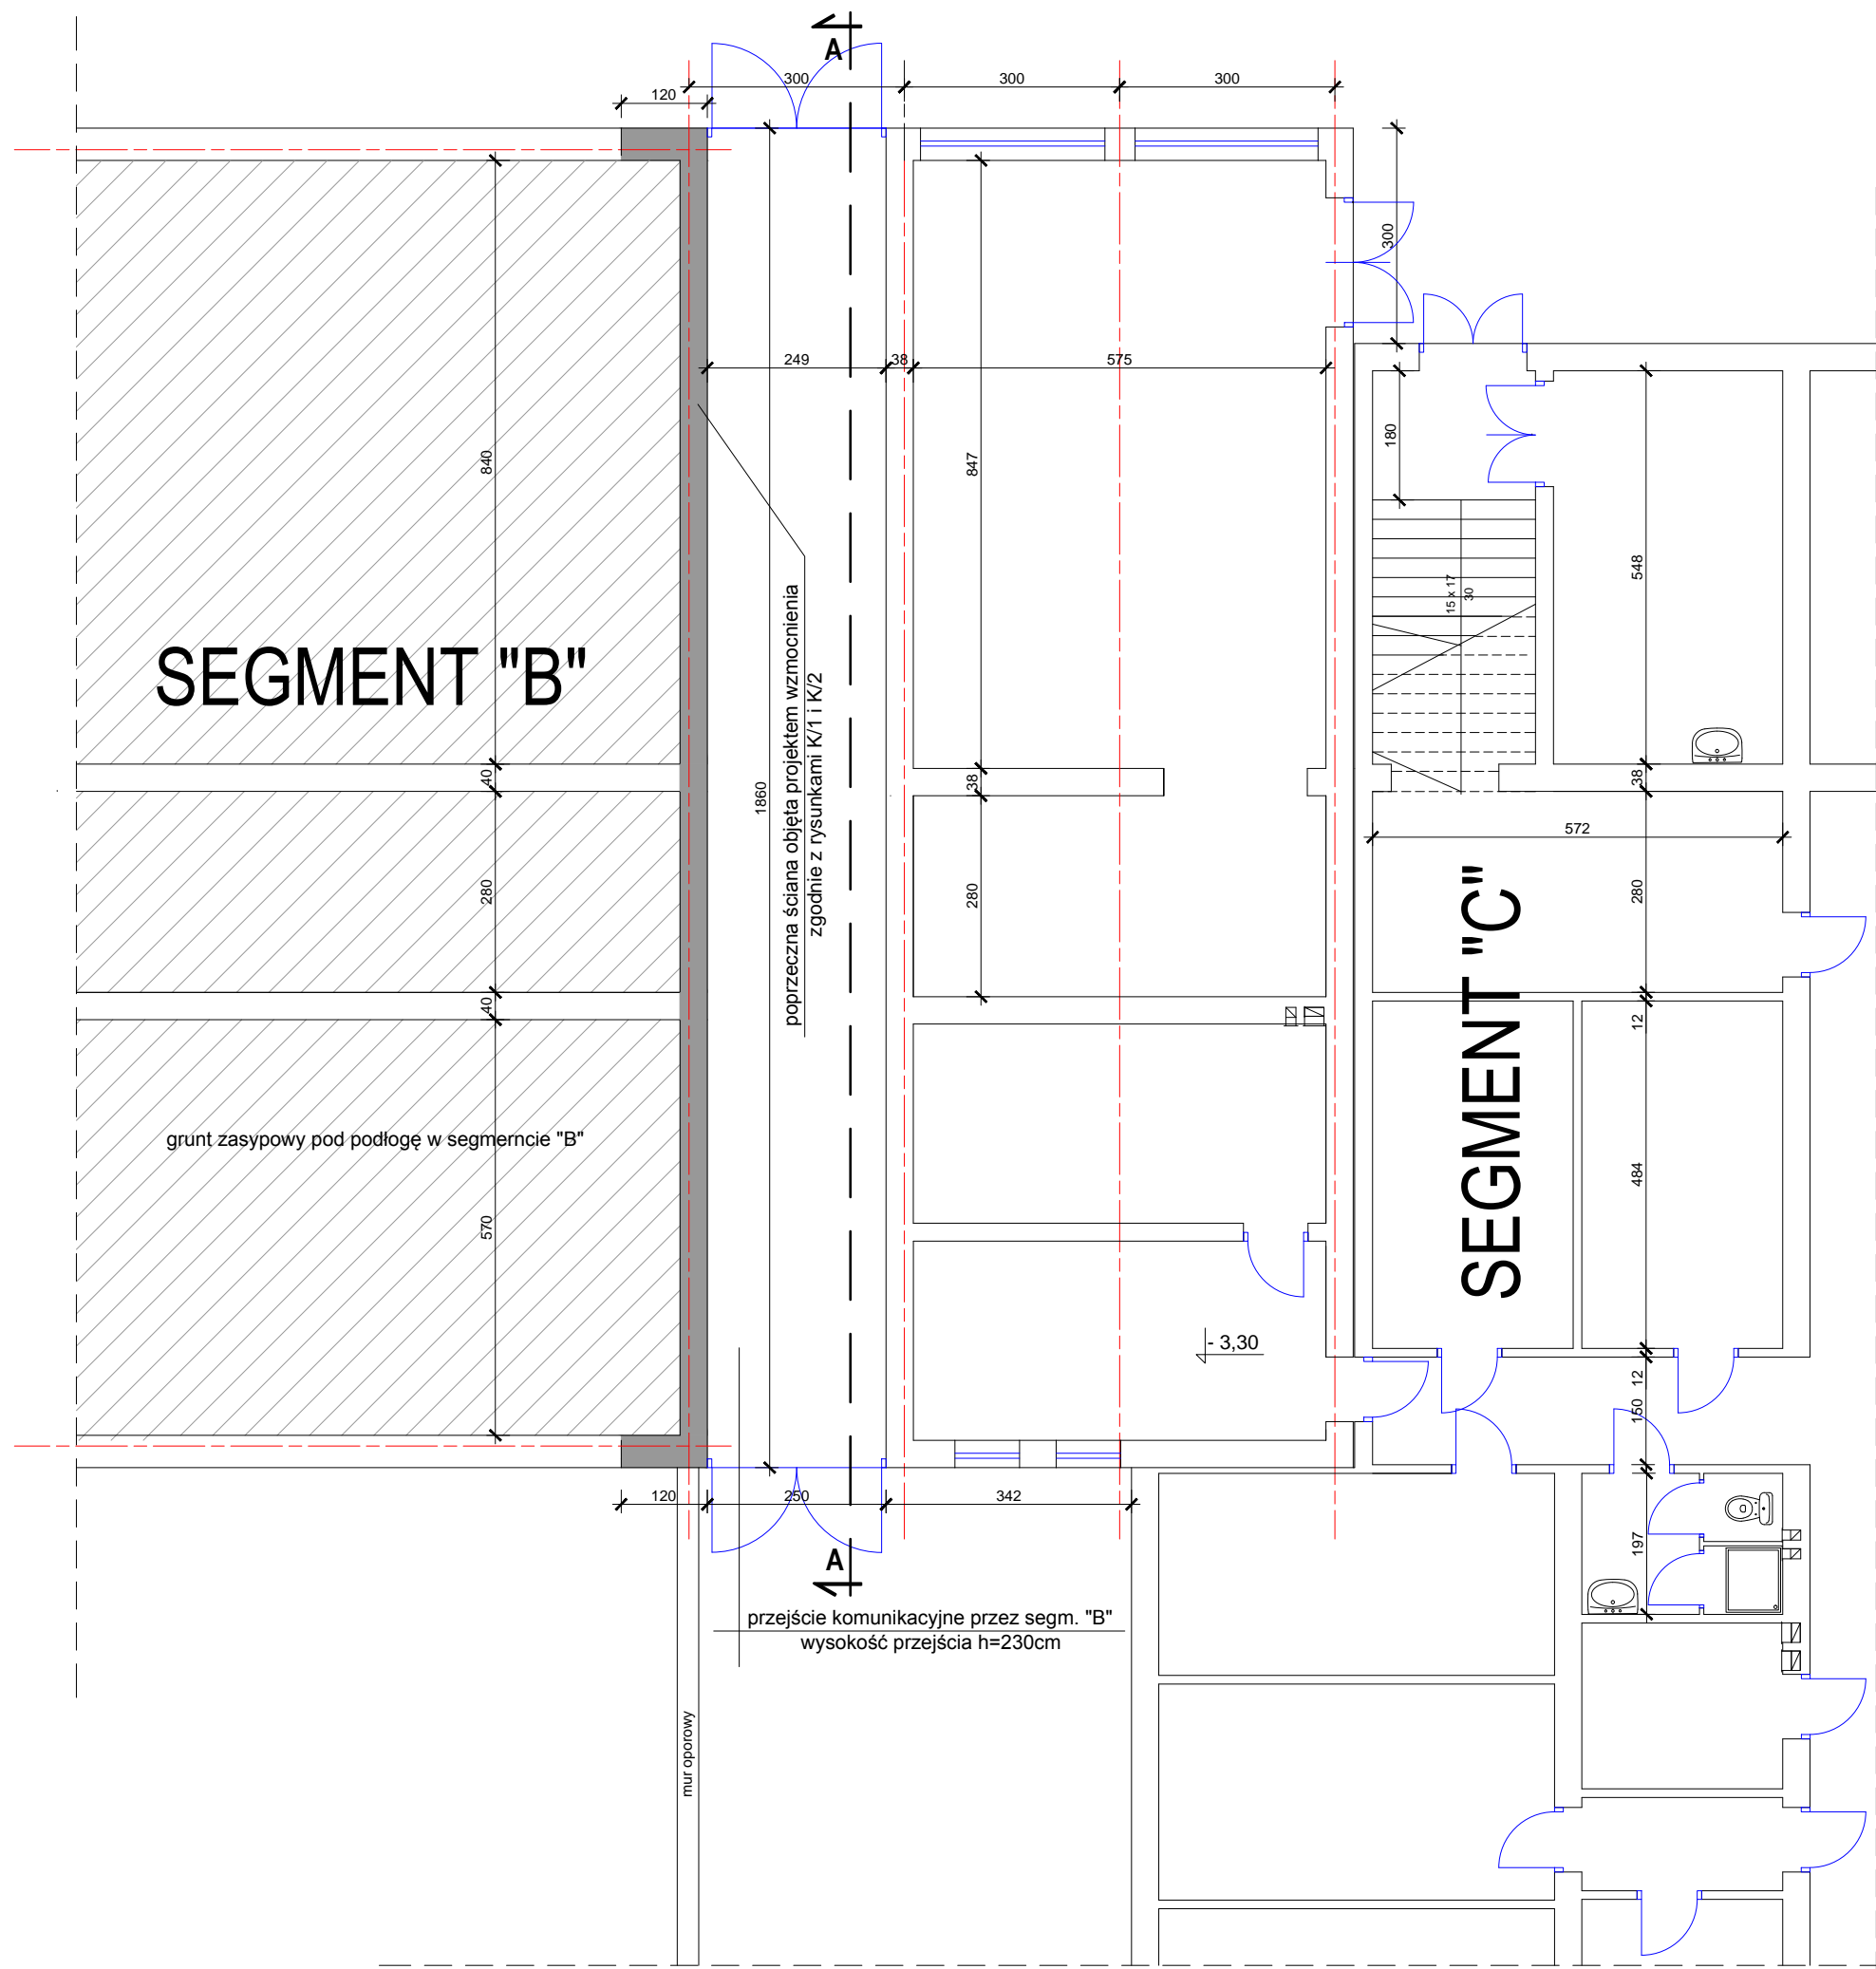 A
300
300
300
120
300
249
38
575
180
840
847
548
15 x 17
30
SEGMENT "B"
poprzeczna ściana objęta projektem wzmocnienia
zgodnie z rysunkami K/1 i K/2
40
1860
38
38
572
280
280
280
SEGMENT "C"
40
12
grunt zasypowy pod podłogę w segmerncie "B"
484
570
- 3,30
12
150
120
250
342
197
A
przejście komunikacyjne przez segm. "B"
wysokość przejścia h=230cm
mur oporowy